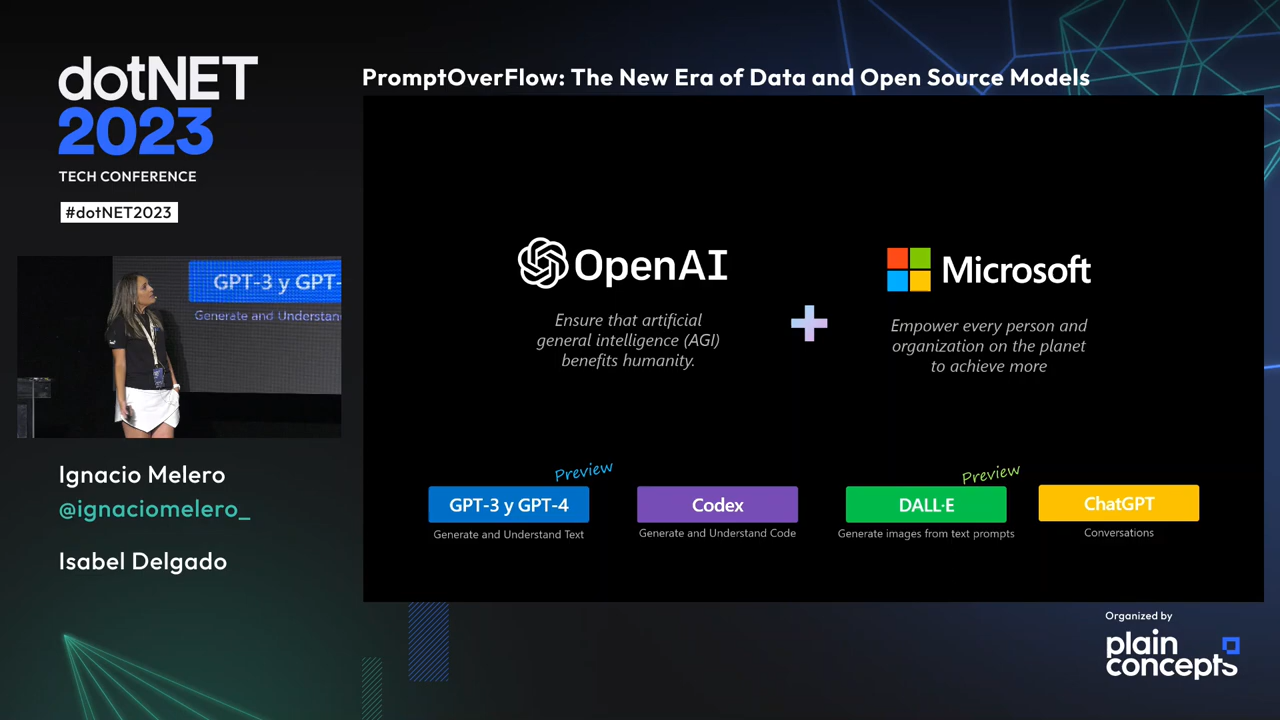 dotNET
2023
TECH CONFERENCE
#dotNET2023
PromptOverFlow: The New Era of Data and Open Source Models
GPT-3 y GPT-
Generate and Understan
Ignacio Melero
@ignaciomelero_
Isabel Delgado
OpenAI
Ensure that artificial
general intelligence (AGI)
benefits humanity.
Microsoft
Empower every person and
organization on the planet
to achieve more
Preview
GPT-3 y GPT-4
Generate and Understand Text
Codex
Generate and Understand Code
Preview
DALL·E
Generate images from text prompts
ChatGPT
Conversations
Organized by
plain
concepts